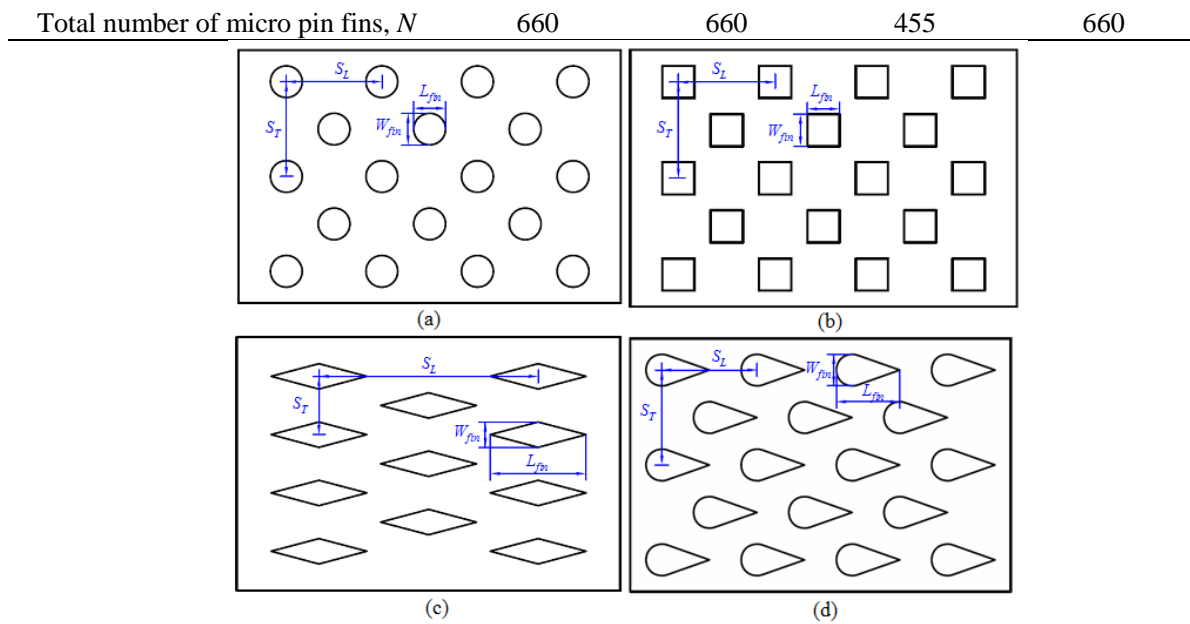 Total number of micro pin fins, N 660 660 455 660
S_L
L_fin
W_fin
S_T
(a)
S_L
L_fin
W_fin
S_T
(b)
S_L
S_T
W_fin
L_fin
(c)
S_L
W_fin
L_fin
S_T
(d)